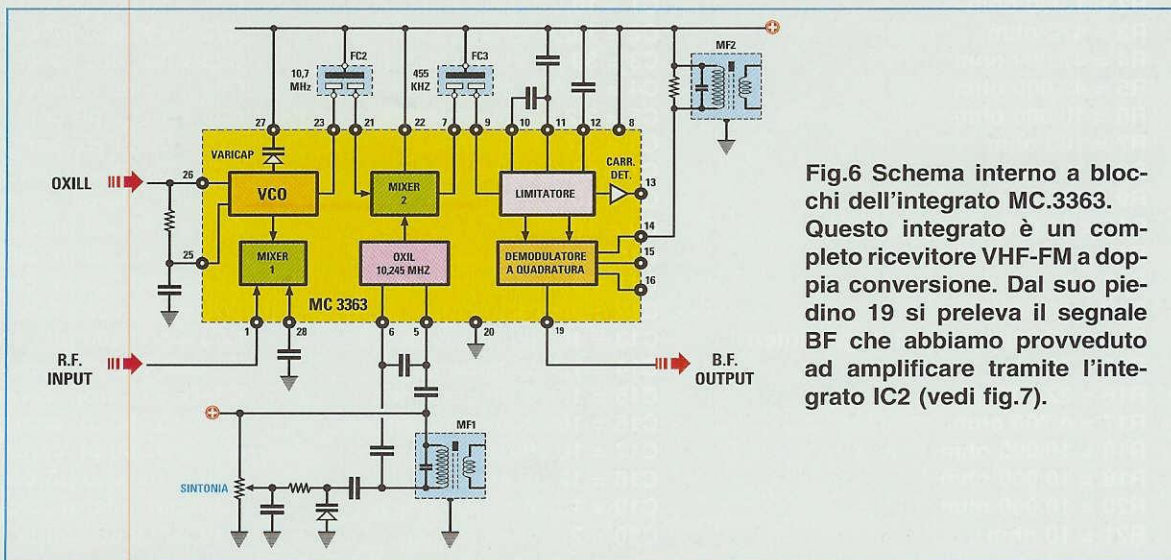 MF2
FC2
10,7
MHz
FC3
455
KHZ
27
23
21
22
7
9
10
11
12
8
VARICAP
CARR.
DET.
13
OXILL
26
VCO
MIXER
2
LIMITATORE
14
25
MIXER
1
OXIL
10,245 MHZ
DEMODULATORE
A QUADRATURA
15
16
MC 3363
1
28
6
5
20
19
R.F.
INPUT
B.F.
OUTPUT
MF1
SINTONIA
Fig.6 Schema interno a bloc-
chi dell'integrato MC.3363.
Questo integrato è un com-
pleto ricevitore VHF-FM a dop-
pia conversione. Dal suo pie-
dino 19 si preleva il segnale
BF che abbiamo provveduto
ad amplificare tramite l'inte-
grato IC2 (vedi fig.7).